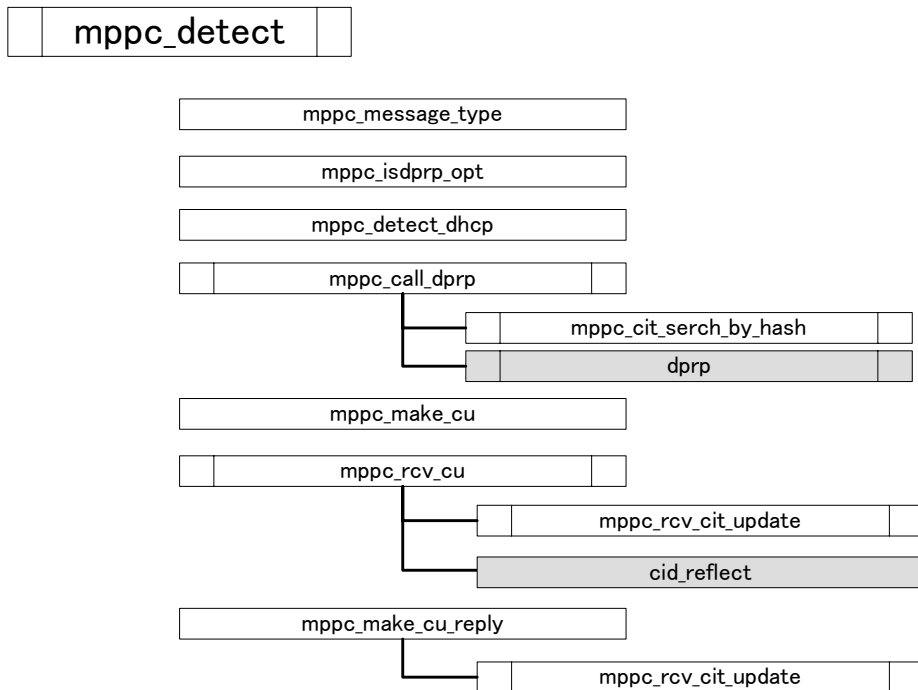 mppc_detect
mppc_message_type
mppc_isdprp_opt
mppc_detect_dhcp
mppc_call_dprp
mppc_cit_serch_by_hash
dprp
mppc_make_cu
mppc_rcv_cu
mppc_rcv_cit_update
cid_reflect
mppc_make_cu_reply
mppc_rcv_cit_update